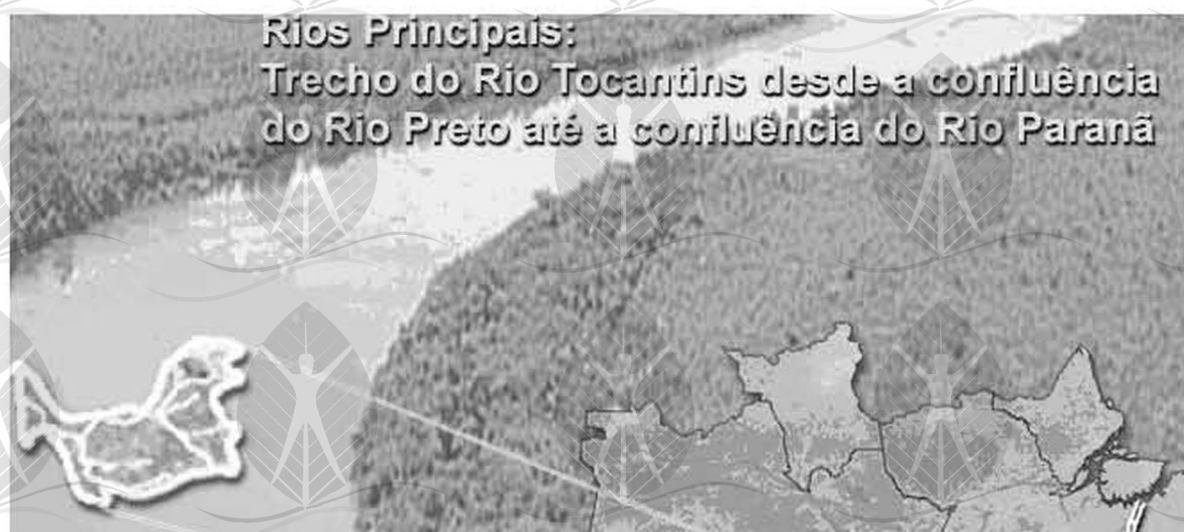 Rios Principais:
Trecho do Rio Tocantins desde a confluência
do Rio Preto até a confluência do Rio Paranã